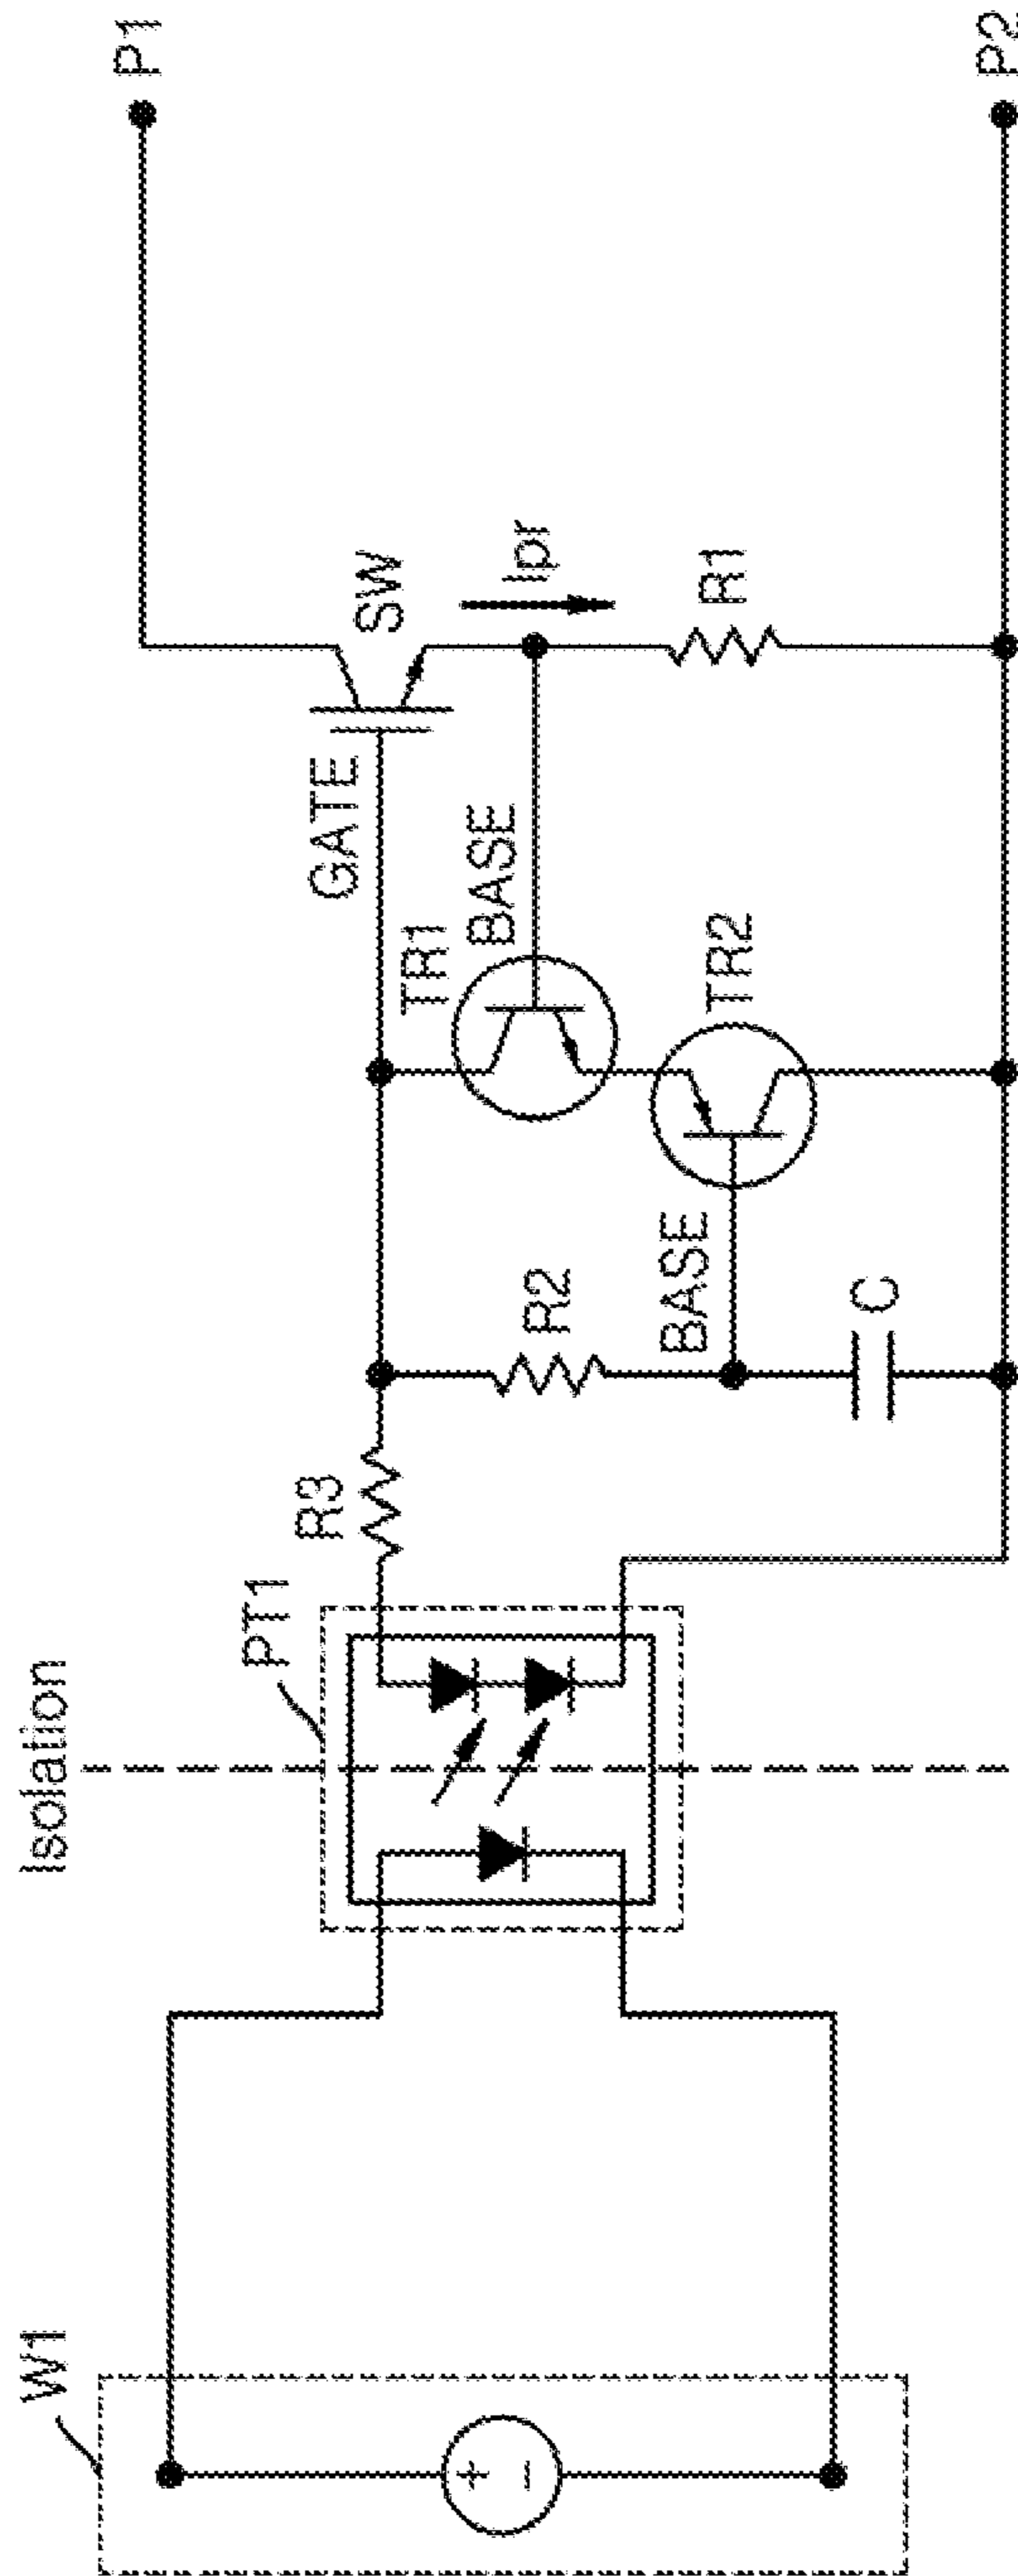 W1
+
−
Isolation
PT1
R3
R2
BASE
C
TR1
BASE
TR2
GATE
SW
Ipr
R1
P1
P2